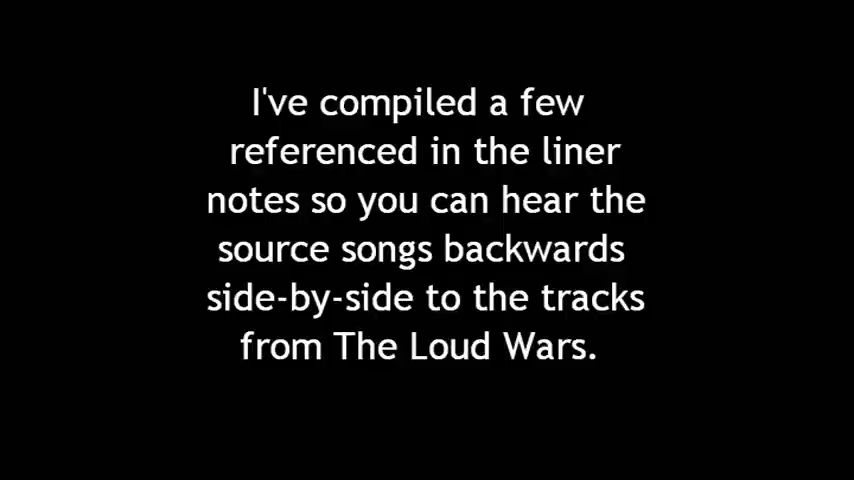 I've compiled a few
referenced in the liner
notes so you can hear the
source songs backwards
side-by-side to the tracks
from The Loud Wars.